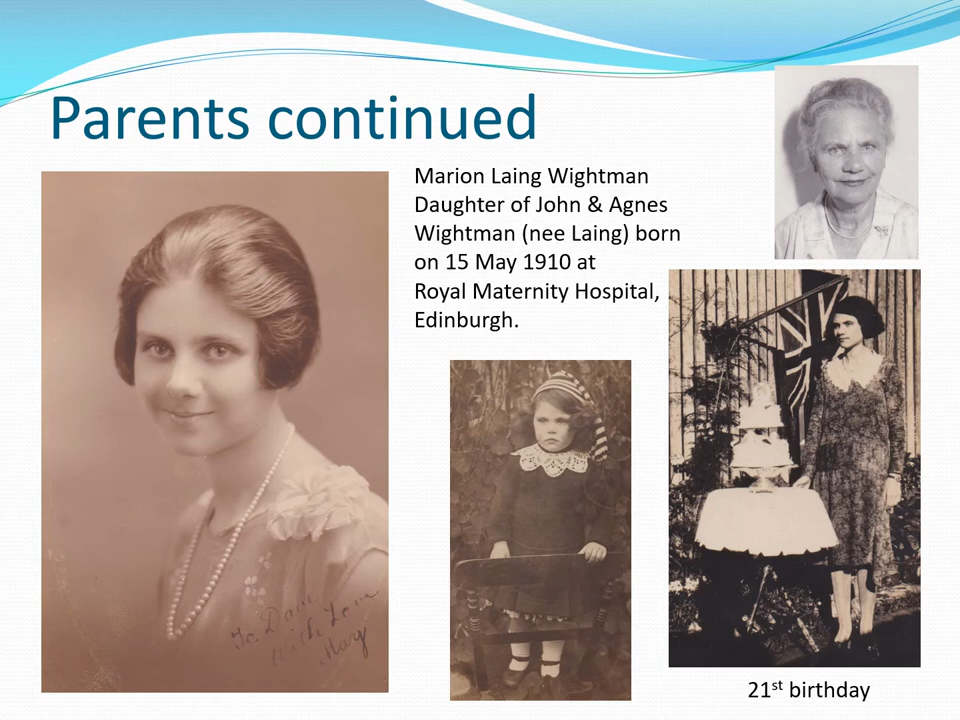 Parents continued
Marion Laing Wightman
Daughter of John & Agnes
Wightman (nee Laing) born
on 15 May 1910 at
Royal Maternity Hospital,
Edinburgh.
To. Dave
With Love
Mary
21st birthday